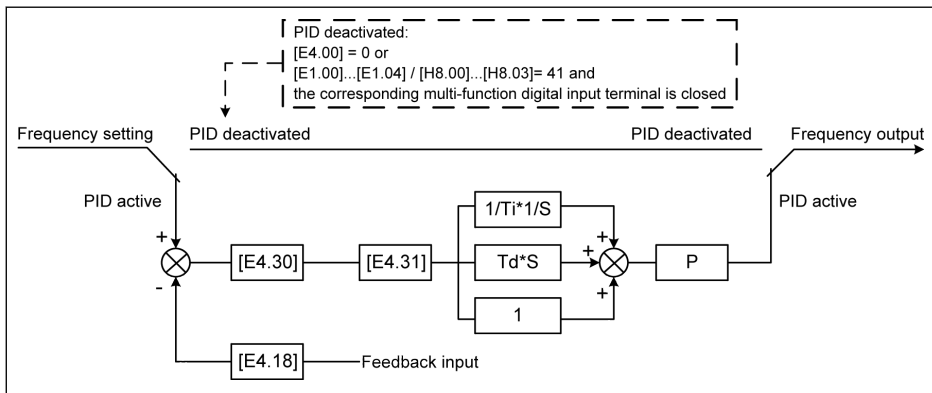 PID deactivated:
[E4.00] = 0 or
[E1.00]...[E1.04] / [H8.00]...[H8.03]= 41 and
the corresponding multi-function digital input terminal is closed
Frequency setting
PID deactivated
PID deactivated
Frequency output
PID active
PID active
1/Ti*1/S
+
+
[E4.30]
[E4.31]
Td*S
+
P
-
+
1
[E4.18]
Feedback input